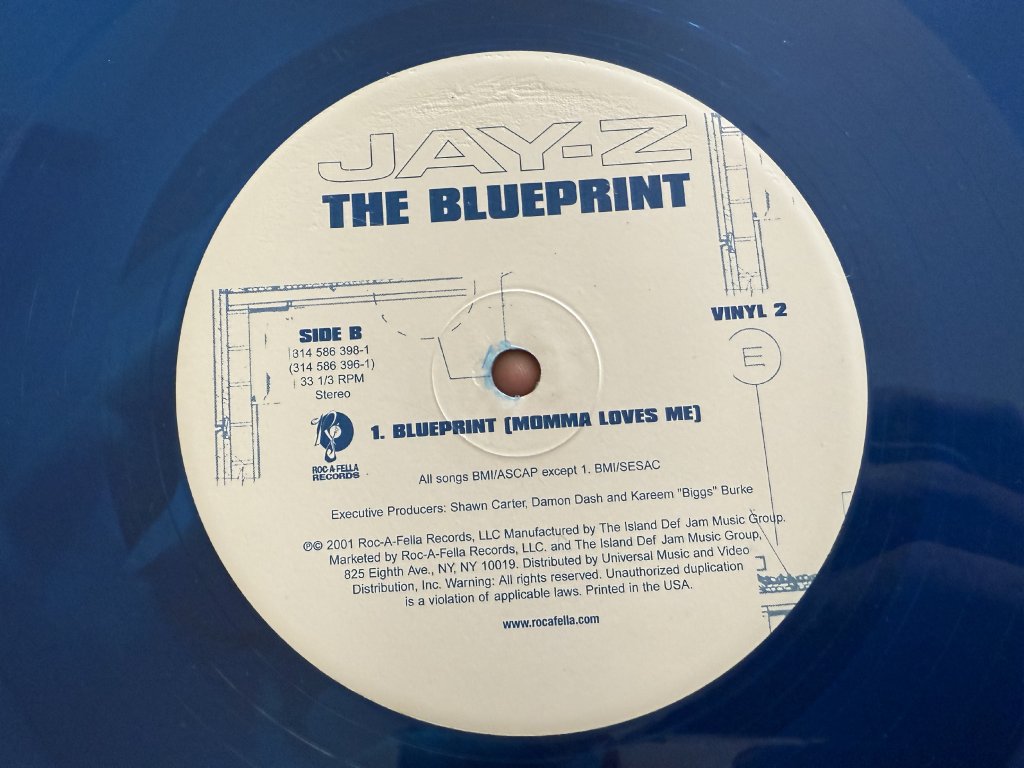 JAY-Z
THE BLUEPRINT
VINYL 2
E
SIDE B
314 586 398-1
(314 586 396-1)
33 1/3 RPM
Stereo
ROC-A-FELLA
RECORDS
1. BLUEPRINT (MOMMA LOVES ME)
All songs BMI/ASCAP except 1. BMI/SESAC
Executive Producers: Shawn Carter, Damon Dash and Kareem "Biggs" Burke
℗© 2001 Roc-A-Fella Records, LLC Manufactured by The Island Def Jam Music Group.
Marketed by Roc-A-Fella Records, LLC. and The Island Def Jam Music Group,
825 Eighth Ave., NY, NY 10019. Distributed by Universal Music and Video
Distribution, Inc. Warning: All rights reserved. Unauthorized duplication
is a violation of applicable laws. Printed in the USA.
www.rocafella.com